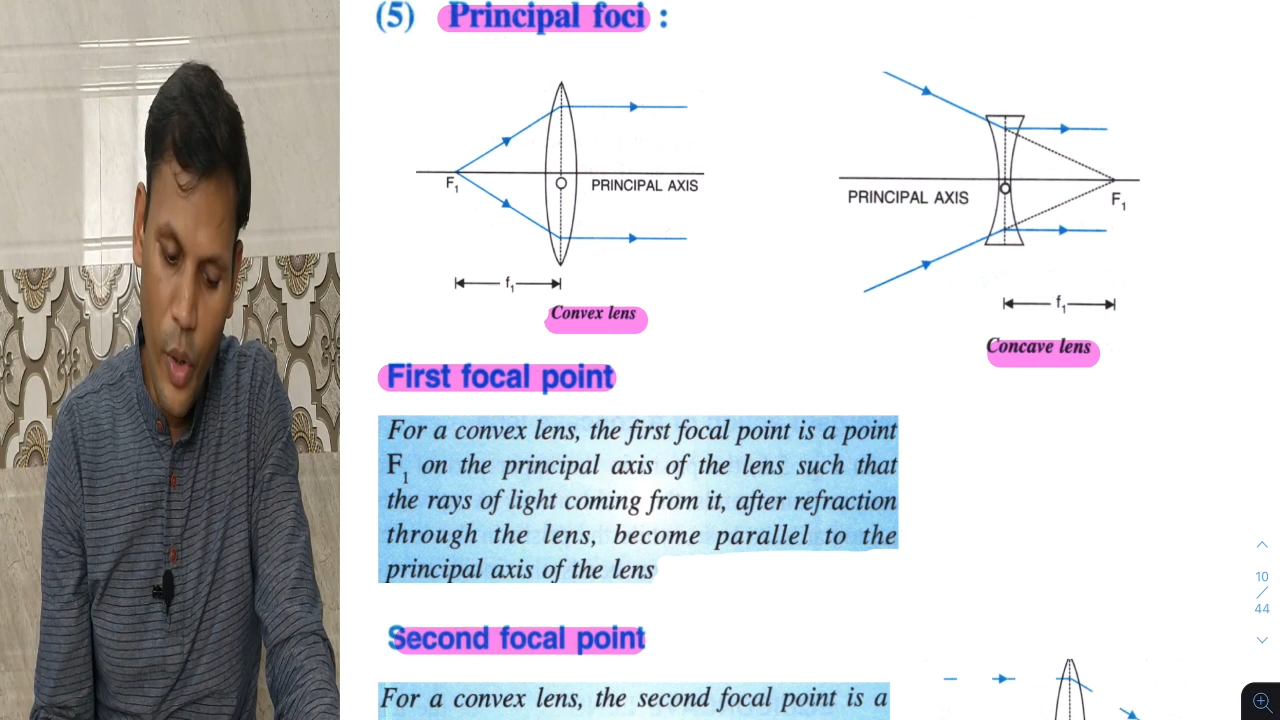 (5) Principal foci :
F1
PRINCIPAL AXIS
f1
Convex lens
PRINCIPAL AXIS
F1
f1
Concave lens
First focal point
For a convex lens, the first focal point is a point
F1 on the principal axis of the lens such that
the rays of light coming from it, after refraction
through the lens, become parallel to the
principal axis of the lens
Second focal point
For a convex lens, the second focal point is a
10
/
44